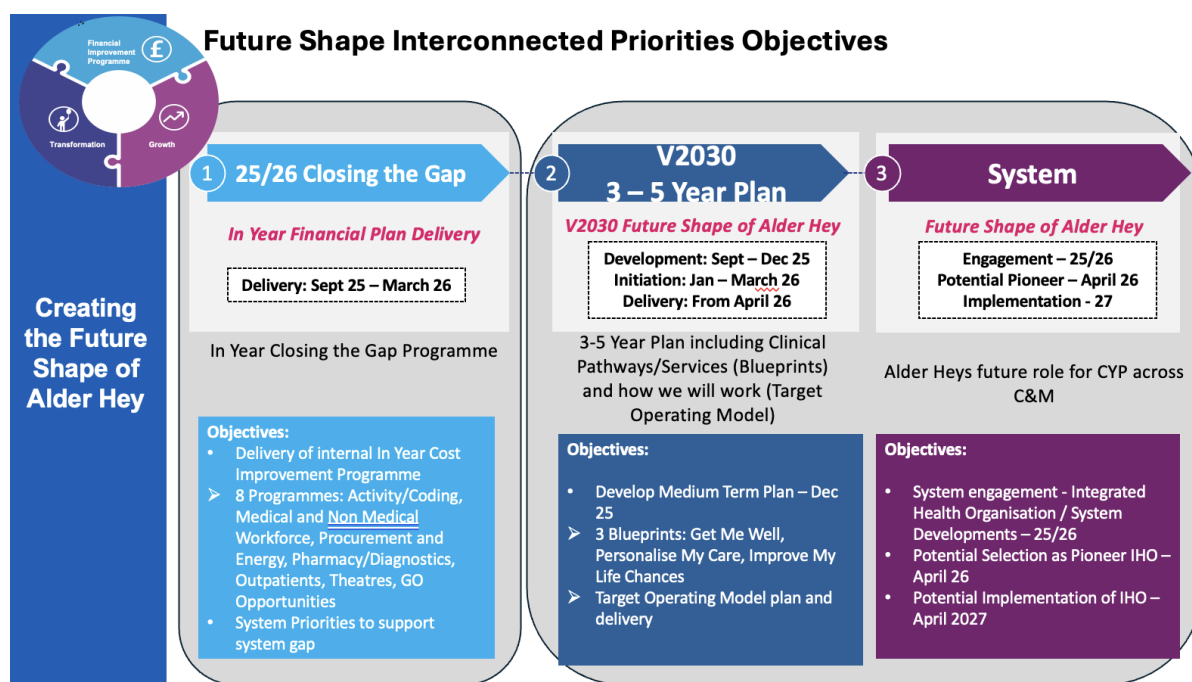 Future Shape Interconnected Priorities Objectives
Financial
Improvement
Programme
£
Transformation
Growth
Creating
the Future
Shape of
Alder Hey
1
25/26 Closing the Gap
In Year Financial Plan Delivery
Delivery: Sept 25 – March 26
In Year Closing the Gap Programme
Objectives:
• Delivery of internal In Year Cost
Improvement Programme
➢ 8 Programmes: Activity/Coding,
Medical and Non Medical
Workforce, Procurement and
Energy, Pharmacy/Diagnostics,
Outpatients, Theatres, GO
Opportunities
• System Priorities to support
system gap
2
V2030
3 – 5 Year Plan
V2030 Future Shape of Alder Hey
Development: Sept – Dec 25
Initiation: Jan – March 26
Delivery: From April 26
3-5 Year Plan including Clinical
Pathways/Services (Blueprints)
and how we will work (Target
Operating Model)
Objectives:
• Develop Medium Term Plan – Dec
25
➢ 3 Blueprints: Get Me Well,
Personalise My Care, Improve My
Life Chances
➢ Target Operating Model plan and
delivery
3
System
Future Shape of Alder Hey
Engagement – 25/26
Potential Pioneer – April 26
Implementation - 27
Alder Heys future role for CYP across
C&M
Objectives:
• System engagement - Integrated
Health Organisation / System
Developments – 25/26
• Potential Selection as Pioneer IHO –
April 26
• Potential Implementation of IHO –
April 2027